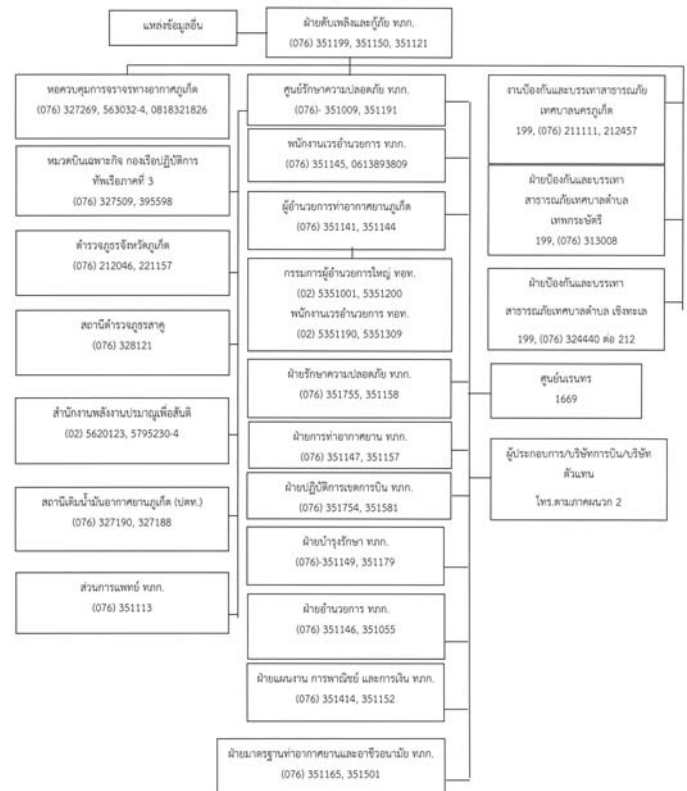 แหล่งข้อมูลอื่น
ฝ่ายดับเพลิงและกู้ภัย ทภก.
(076) 351199, 351150, 351121
หอควบคุมการจราจรทางอากาศภูเก็ต
(076) 327269, 563032-4, 0818321826
หมวดบินเฉพาะกิจ กองเรือปฏิบัติการ
ทัพเรือภาคที่ 3
(076) 327509, 395598
ตำรวจภูธรจังหวัดภูเก็ต
(076) 212046, 221157
สถานีตำรวจภูธรสาคู
(076) 328121
สำนักงานพลังงานปรมาณูเพื่อสันติ
(02) 5620123, 5795230-4
สถานีเติมน้ำมันอากาศยานภูเก็ต (ปตท.)
(076) 327190, 327188
ส่วนการแพทย์ ทภก.
(076) 351113
ศูนย์รักษาความปลอดภัย ทภก.
(076)- 351009, 351191
พนักงานเวรอำนวยการ ทภก.
(076) 351145, 0613893809
ผู้อำนวยการท่าอากาศยานภูเก็ต
(076) 351141, 351144
กรรมการผู้อำนวยการใหญ่ ทอท.
(02) 5351001, 5351200
พนักงานเวรอำนวยการ ทอท.
(02) 5351190, 5351309
ฝ่ายรักษาความปลอดภัย ทภก.
(076) 351755, 351158
ฝ่ายการท่าอากาศยาน ทภก.
(076) 351147, 351157
ฝ่ายปฏิบัติการเขตการบิน ทภก.
(076) 351754, 351581
ฝ่ายบำรุงรักษา ทภก.
(076)-351149, 351179
ฝ่ายอำนวยการ ทภก.
(076) 351146, 351055
ฝ่ายแผนงาน การพาณิชย์ และการเงิน ทภก.
(076) 351414, 351152
ฝ่ายมาตรฐานท่าอากาศยานและอาชีวอนามัย ทภก.
(076) 351165, 351501
งานป้องกันและบรรเทาสาธารณภัย
เทศบาลนครภูเก็ต
199, (076) 211111, 212457
ฝ่ายป้องกันและบรรเทา
สาธารณภัยเทศบาลตำบล
เทพกระษัตรี
199, (076) 313008
ฝ่ายป้องกันและบรรเทา
สาธารณภัยเทศบาลตำบล เชิงทะเล
199, (076) 324440 ต่อ 212
ศูนย์นเรนทร
1669
ผู้ประกอบการ/บริษัทการบิน/บริษัท
ตัวแทน
โทร.ตามภาคผนวก 2